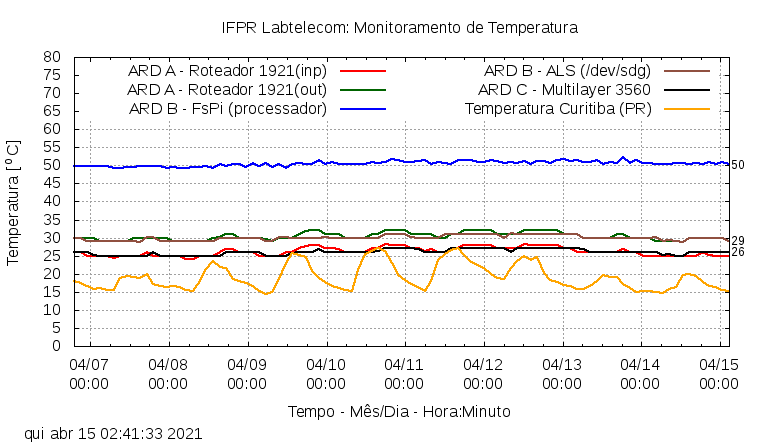 IFPR Labtelecom: Monitoramento de Temperatura
Temperatura [ ºC]
80
75
70
65
60
55
50
45
40
35
30
25
20
15
10
5
0
ARD A - Roteador 1921(inp)
ARD A - Roteador 1921(out)
ARD B - FsPi (processador)
ARD B - ALS (/dev/sdg)
ARD C - Multilayer 3560
Temperatura Curitiba (PR)
50
29
26
04/07 04/08 04/09 04/10 04/11 04/12 04/13 04/14 04/15
00:00 00:00 00:00 00:00 00:00 00:00 00:00 00:00 00:00
Tempo - Mês/Dia - Hora:Minuto
qui abr 15 02:41:33 2021